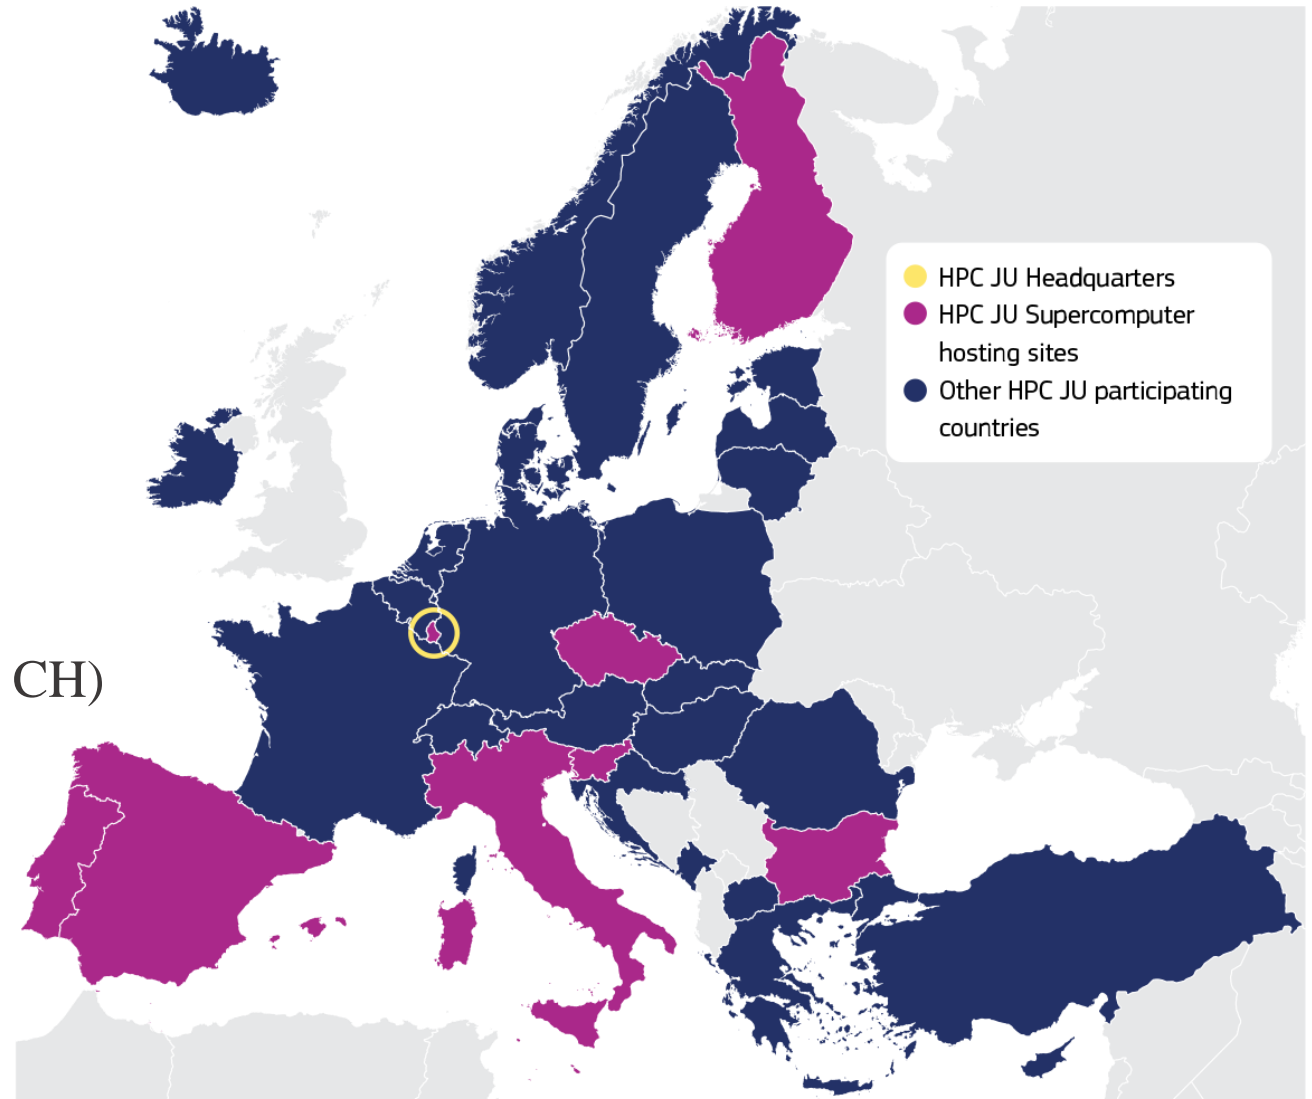 HPC JU Headquarters
HPC JU Supercomputer
hosting sites
Other HPC JU participating
countries
CH)